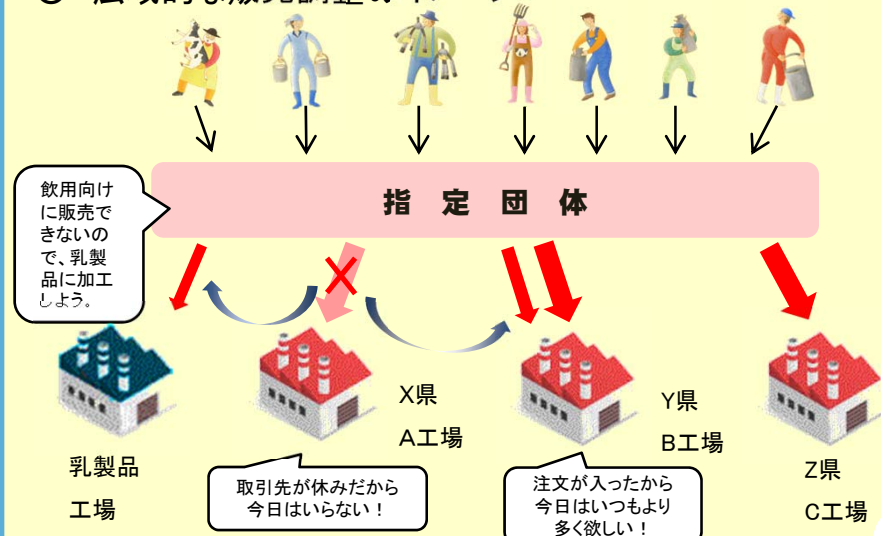 指 定 団 体
飲用向け
に販売で
きないの
で、乳製
品に加工
しよう。
乳製品
工場
X県
A工場
取引先が休みだから
今日はいらない！
Y県
B工場
注文が入ったから
今日はいつもより
多く欲しい！
Z県
C工場